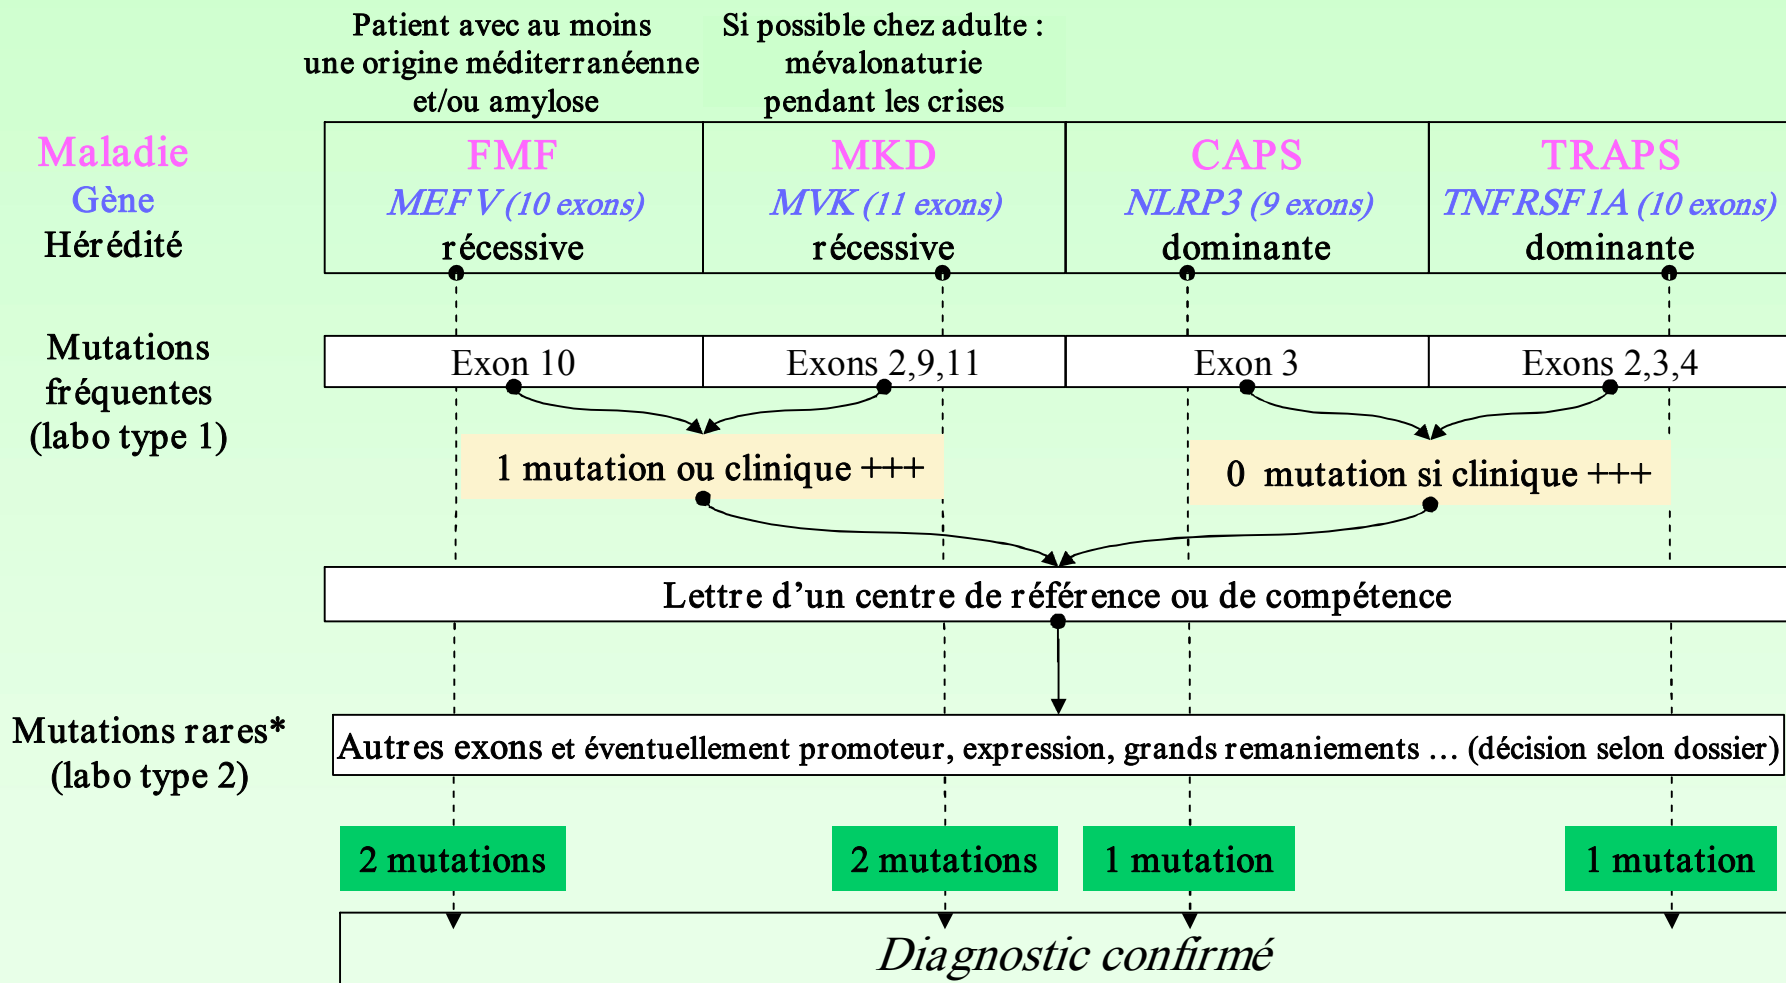 Patient avec au moins
une origine méditerranéenne
et/ou amylose
Si possible chez adulte :
mévalonaturie
pendant les crises
Maladie
Gène
Hérédité
FMF
MEFV (10 exons)
récessive
MKD
MVK (11 exons)
récessive
CAPS
NLRP3 (9 exons)
dominante
TRAPS
TNFRSF1A (10 exons)
dominante
Mutations
fréquentes
(labo type 1)
Exon 10
Exons 2,9,11
Exon 3
Exons 2,3,4
1 mutation ou clinique +++
0 mutation si clinique +++
Lettre d’un centre de référence ou de compétence
Mutations rares*
(labo type 2)
Autres exons et éventuellement promoteur, expression, grands remaniements … (décision selon dossier)
2 mutations
2 mutations
1 mutation
1 mutation
Diagnostic confirmé